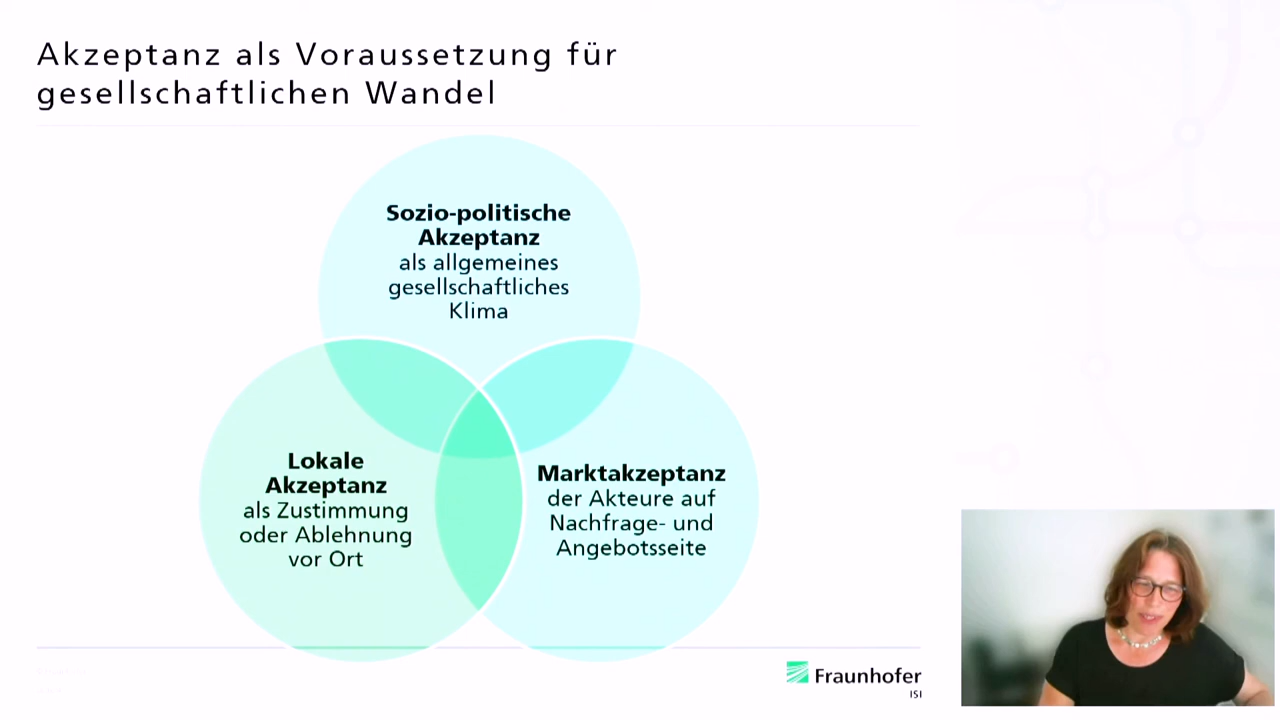 Akzeptanz als Voraussetzung für
gesellschaftlichen Wandel
Sozio-politische
Akzeptanz
als allgemeines
gesellschaftliches
Klima
Lokale
Akzeptanz
als Zustimmung
oder Ablehnung
vor Ort
Marktakzeptanz
der Akteure auf
Nachfrage- und
Angebotsseite
Fraunhofer
ISI